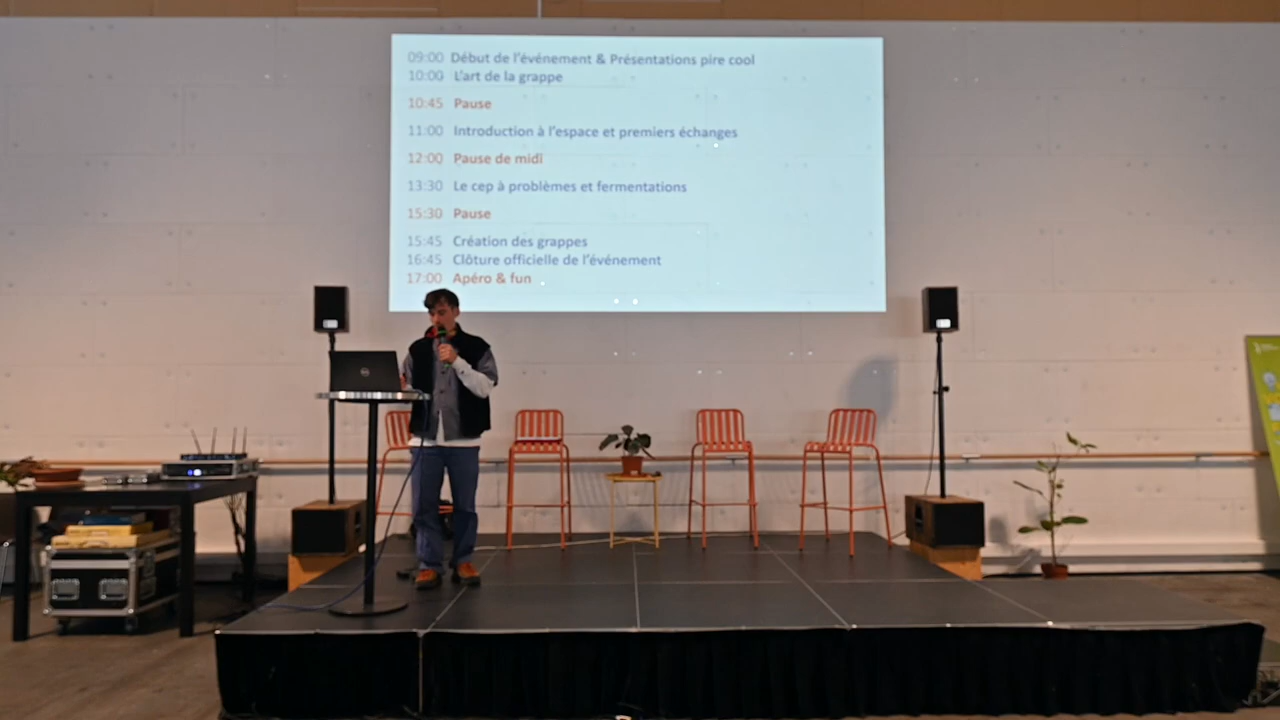 09:00 Début de l'événement & Présentations pire cool
10:00 L'art de la grappe
10:45 Pause
11:00 Introduction à l'espace et premiers échanges
12:00 Pause de midi
13:30 Le cep à problèmes et fermentations
15:30 Pause
15:45 Création des grappes
16:45 Clôture officielle de l'événement
17:00 Apéro & fun